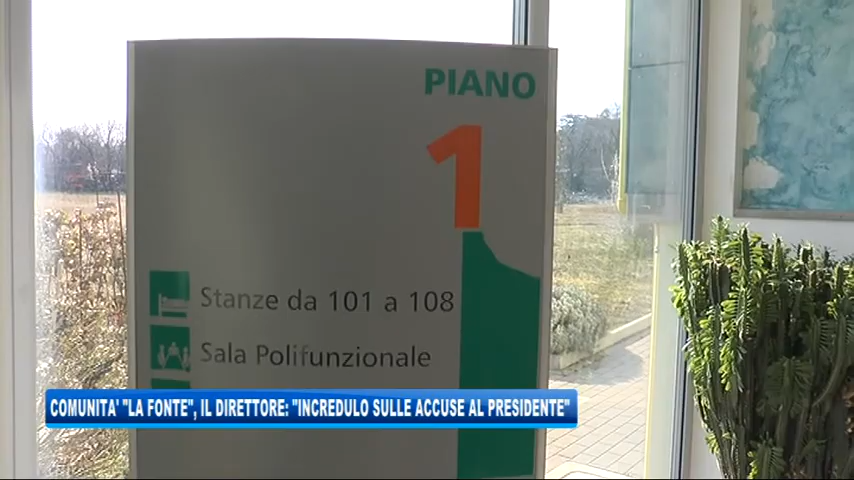 PIANO
1
Stanze da 101 a 108
Sala Polifunzionale
COMUNITA' "LA FONTE", IL DIRETTORE: "INCREDULO SULLE ACCUSE AL PRESIDENTE"